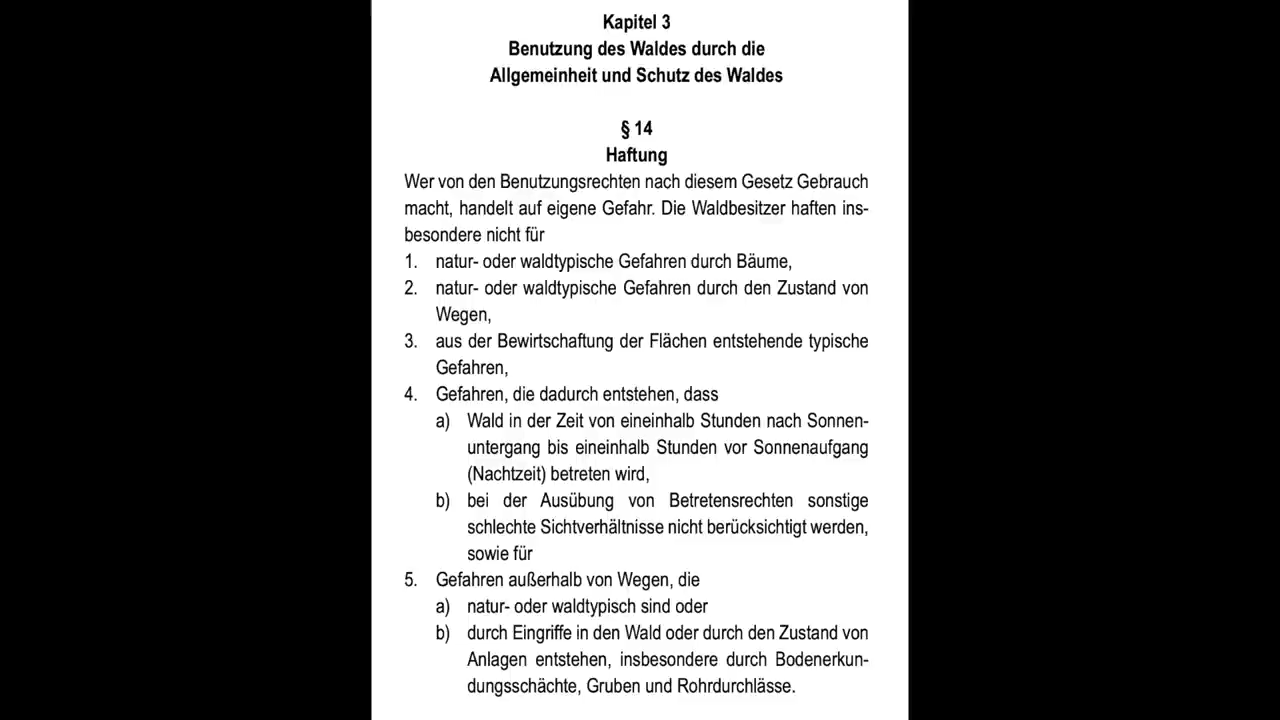 Kapitel 3
Benutzung des Waldes durch die
Allgemeinheit und Schutz des Waldes
§ 14
Haftung
Wer von den Benutzungsrechten nach diesem Gesetz Gebrauch
macht, handelt auf eigene Gefahr. Die Waldbesitzer haften ins-
besondere nicht für
1. natur- oder waldtypische Gefahren durch Bäume,
2. natur- oder waldtypische Gefahren durch den Zustand von
Wegen,
3. aus der Bewirtschaftung der Flächen entstehende typische
Gefahren,
4. Gefahren, die dadurch entstehen, dass
a) Wald in der Zeit von eineinhalb Stunden nach Sonnen-
untergang bis eineinhalb Stunden vor Sonnenaufgang
(Nachtzeit) betreten wird,
b) bei der Ausübung von Betretensrechten sonstige
schlechte Sichtverhältnisse nicht berücksichtigt werden,
sowie für
5. Gefahren außerhalb von Wegen, die
a) natur- oder waldtypisch sind oder
b) durch Eingriffe in den Wald oder durch den Zustand von
Anlagen entstehen, insbesondere durch Bodenerkun-
dungsschächte, Gruben und Rohrdurchlässe.